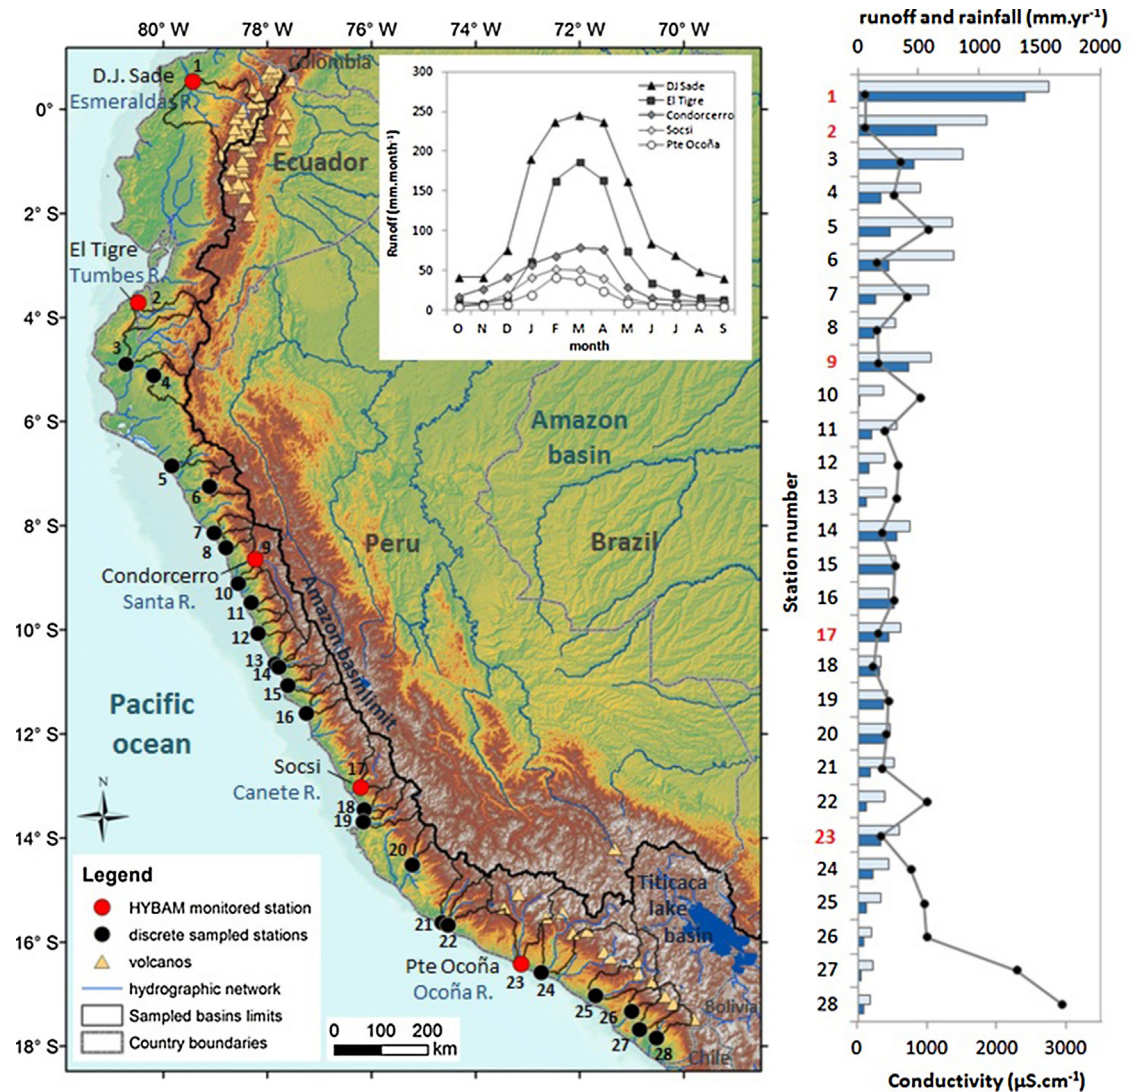 80° W
78° W
76° W
74° W
72° W
70° W
0°
2° S
4° S
6° S
8° S
10° S
12° S
14° S
16° S
18° S
D.J. Sade
1
Esmeraldas R.
Colombia
Ecuador
El Tigre
Tumbes R.
2
3
4
5
6
7
8
9
Condorcerro
Santa R.
10
11
12
13
14
15
16
Socsi
17
Canete R.
18
19
20
21
22
Pte Ocoña
Ocoña R.
23
24
25
26
27
28
Amazon
basin
Peru
Brazil
Amazon basin limit
Pacific
ocean
Titicaca
lake
basin
Bolivia
Chile
N
Legend
HYBAM monitored station
discrete sampled stations
volcanos
hydrographic network
Sampled basins limits
Country boundaries
0 100 200
km
300
250
200
150
100
50
0
Runoff (mm.month⁻¹)
O N D J F M A M J J A S
month
DJ Sade
El Tigre
Condorcerro
Socsi
Pte Ocoña
runoff and rainfall (mm.yr⁻¹)
0 500 1000 1500 2000
Station number
1
2
3
4
5
6
7
8
9
10
11
12
13
14
15
16
17
18
19
20
21
22
23
24
25
26
27
28
0 1000 2000 3000
Conductivity (µS.cm⁻¹)